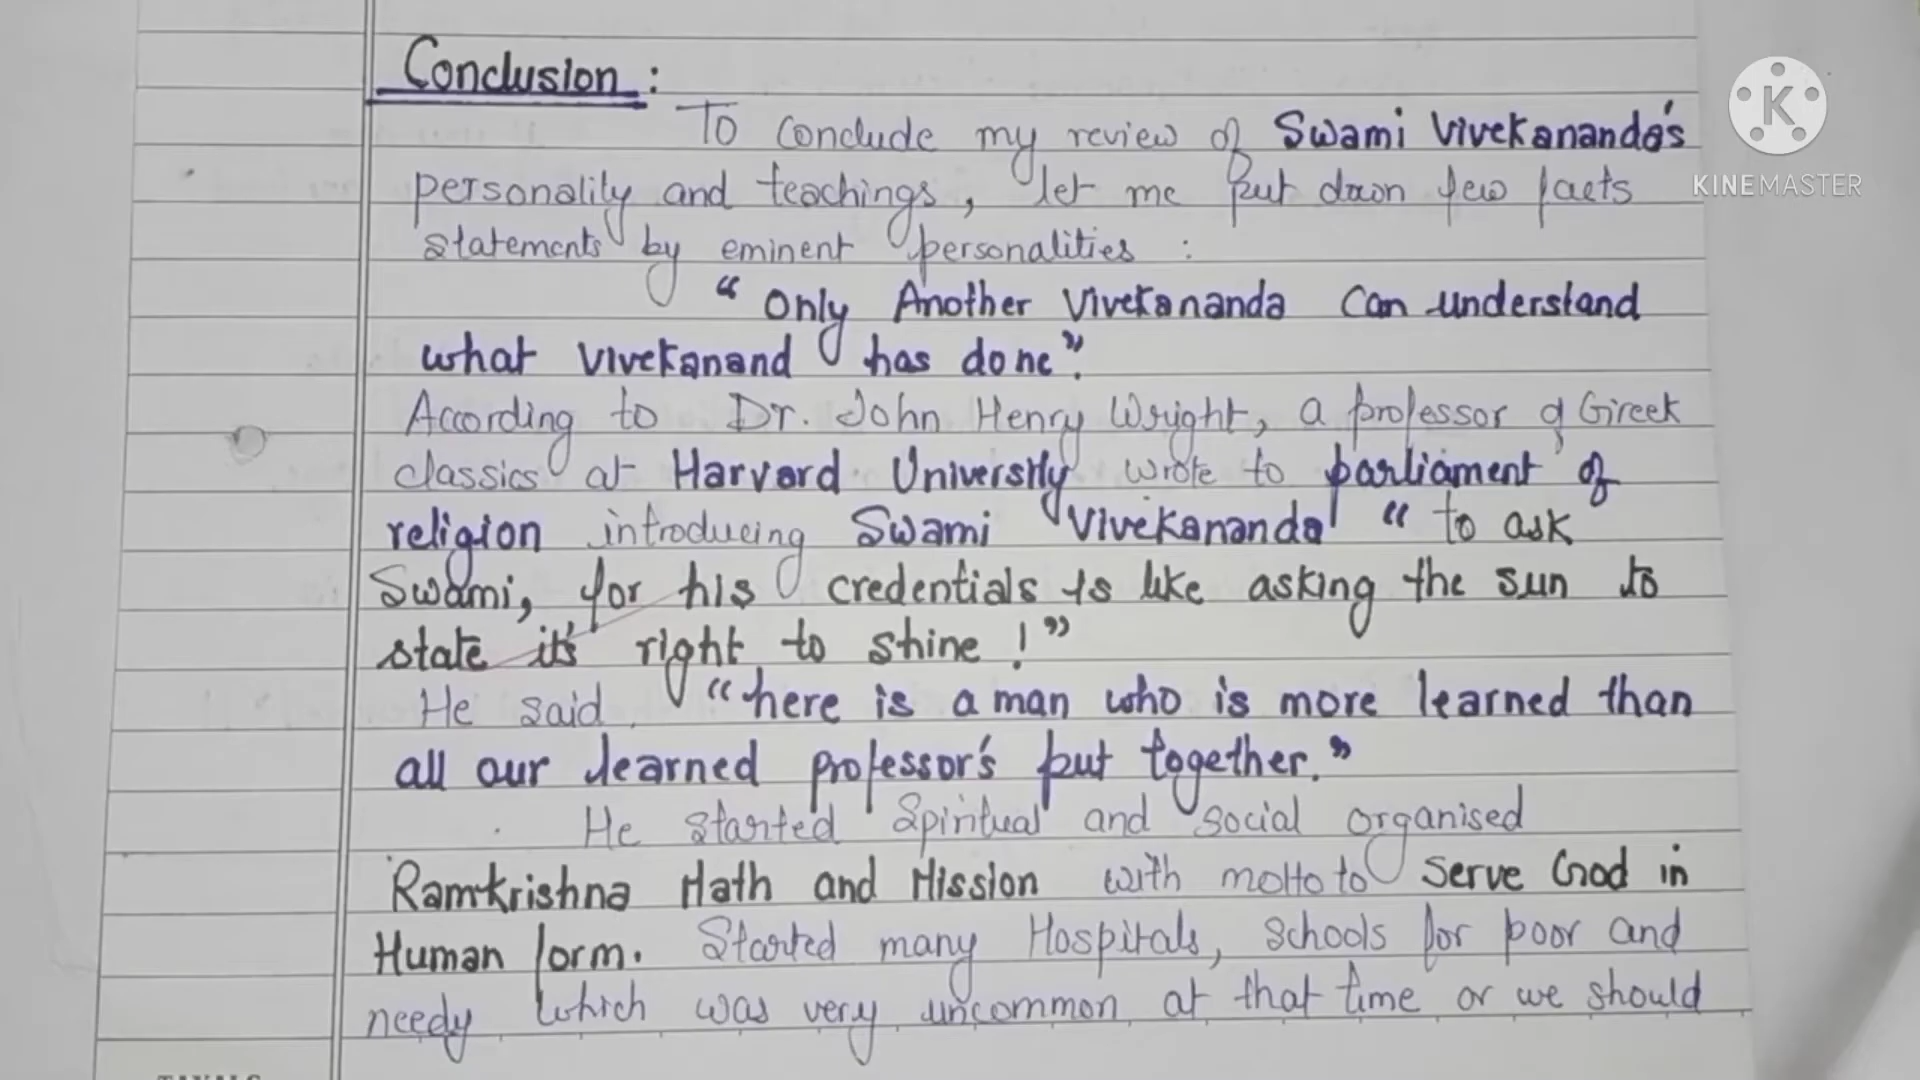 Conclusion :
To conclude my review of Swami Vivekananda's
personality and teachings, let me put down few facts
statements by eminent personalities :
“ Only Another Vivekananda Can understand
what Vivekanand has done”.
According to Dr. John Henry Wright, a professor of Greek
classics at Harvard University wrote to parliament of
religion introducing Swami Vivekananda “ to ask
Swami, for his credentials is like asking the sun to
state it's right to shine !”
He said “here is a man who is more learned than
all our learned professor's put together.”
He started Spiritual and social organised
Ramkrishna Math and Mission with motto to serve God in
Human form. Started many Hospitals, schools for poor and
needy which was very uncommon at that time or we should
KINEMASTER